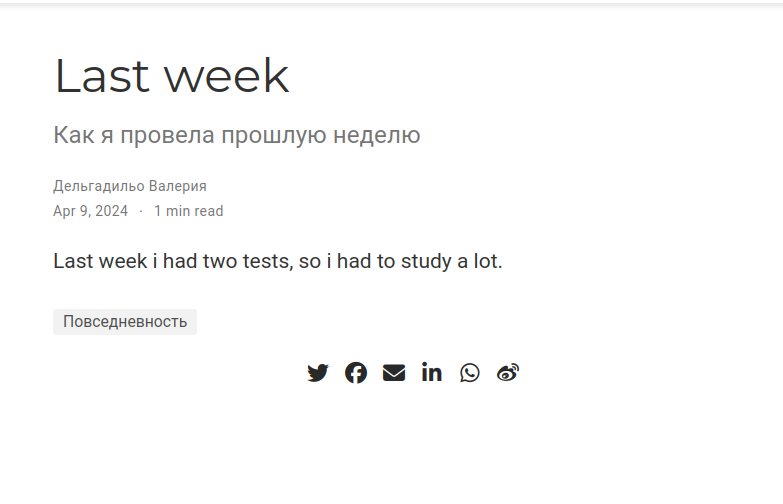 Last week
Как я провела прошлую неделю
Дельгадильо Валерия
Apr 9, 2024 · 1 min read
Last week i had two tests, so i had to study a lot.
Повседневность